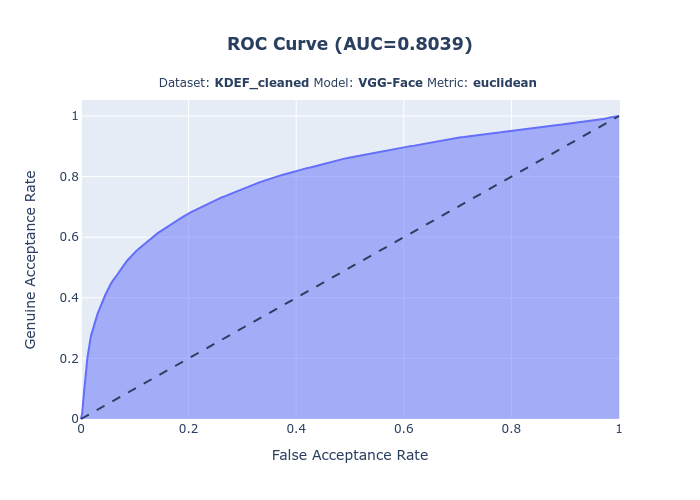 ROC Curve (AUC=0.8039)
Dataset: KDEF_cleaned Model: VGG-Face Metric: euclidean
Genuine Acceptance Rate
1
0.8
0.6
0.4
0.2
0
0 0.2 0.4 0.6 0.8 1
False Acceptance Rate